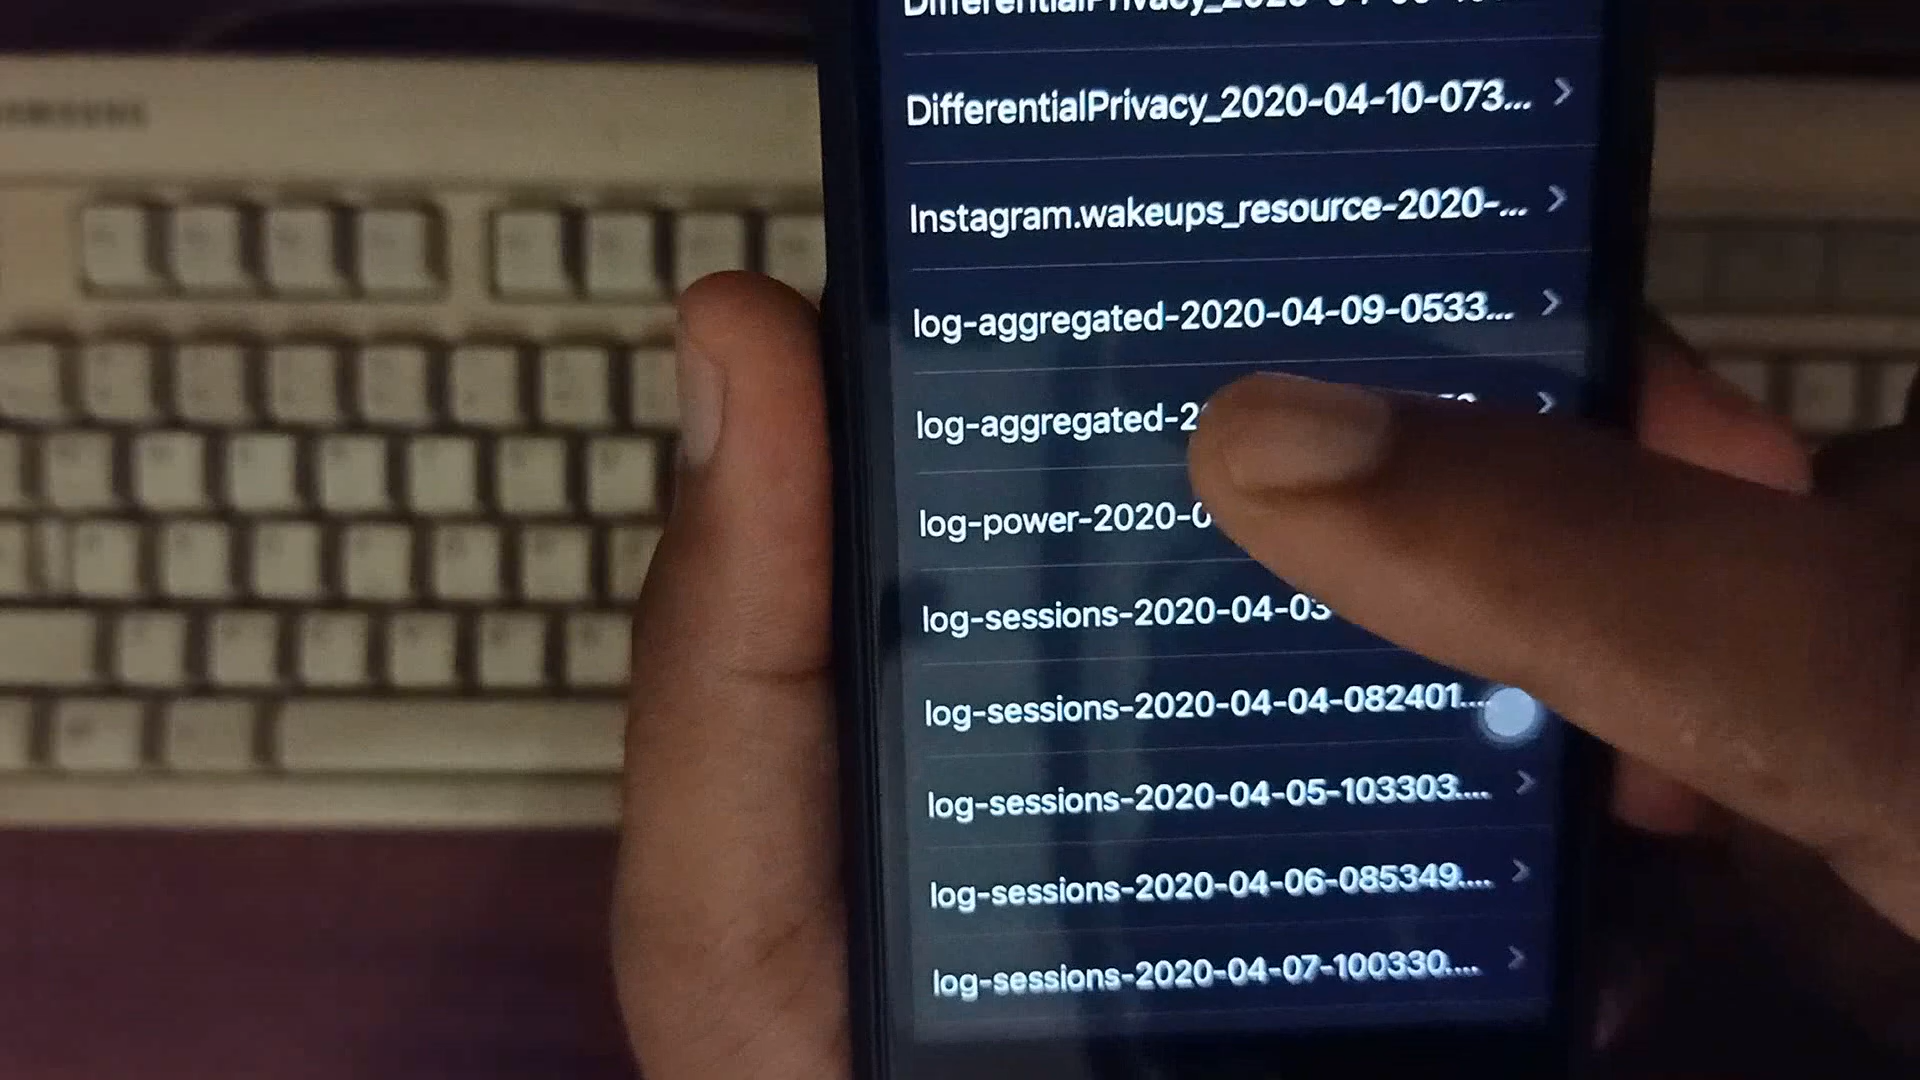 DifferentialPrivacy_2020-04-10-073...
Instagram.wakeups_resource-2020-...
log-aggregated-2020-04-09-0533...
log-aggregated-2
log-power-2020-0
log-sessions-2020-04-03
log-sessions-2020-04-04-082401....
log-sessions-2020-04-05-103303....
log-sessions-2020-04-06-085349....
log-sessions-2020-04-07-100330....